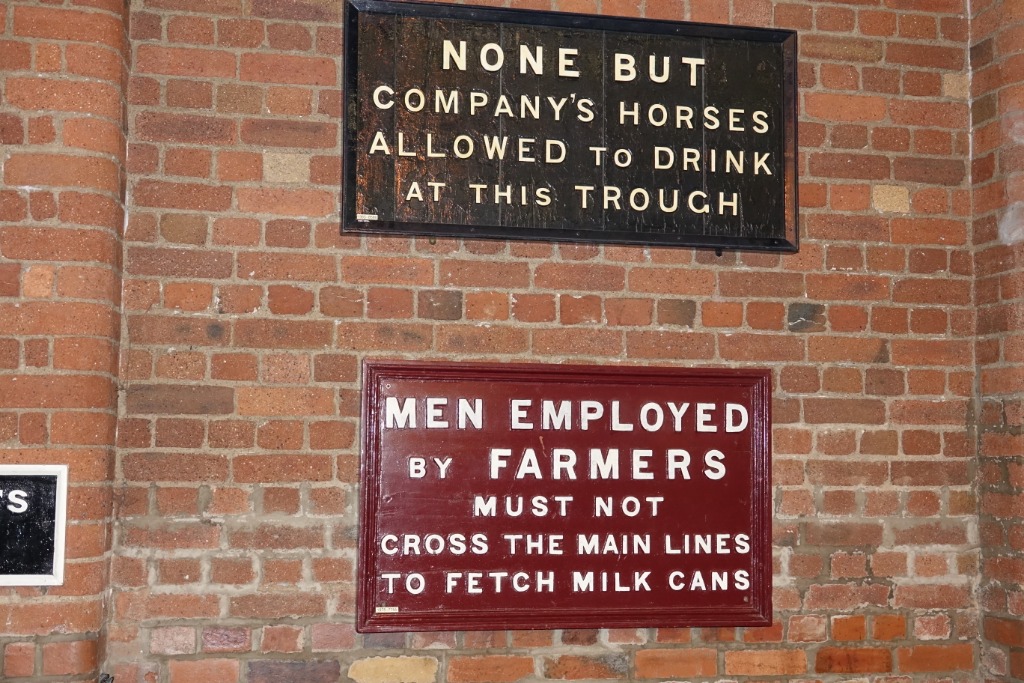 NONE BUT
COMPANY'S HORSES
ALLOWED TO DRINK
AT THIS TROUGH
MEN EMPLOYED
BY FARMERS
MUST NOT
CROSS THE MAIN LINES
TO FETCH MILK CANS